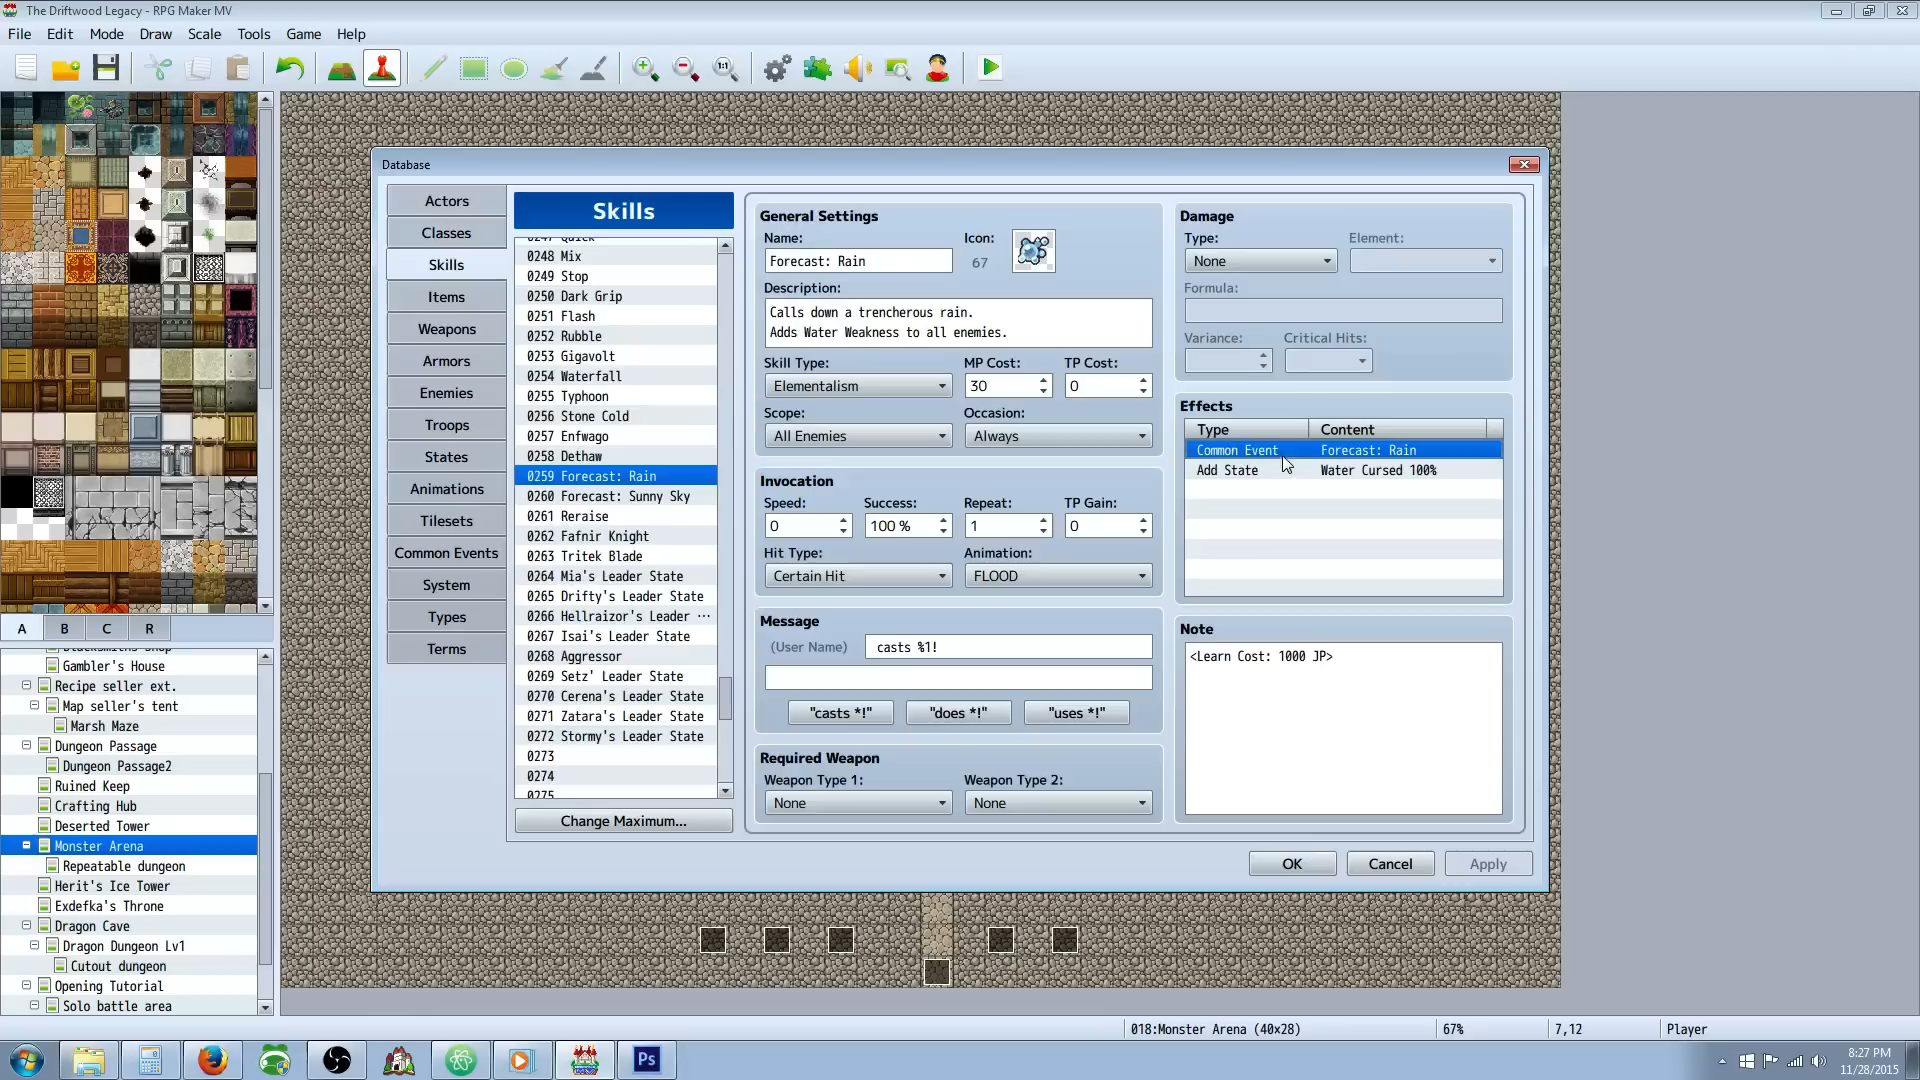 The Driftwood Legacy - RPG Maker MV
File Edit Mode Draw Scale Tools Game Help
1:1
A B C R
Gambler's House
Recipe seller ext.
Map seller's tent
Marsh Maze
Dungeon Passage
Dungeon Passage2
Ruined Keep
Crafting Hub
Deserted Tower
Monster Arena
Repeatable dungeon
Herit's Ice Tower
Exdefka's Throne
Dragon Cave
Dragon Dungeon Lv1
Cutout dungeon
Opening Tutorial
Solo battle area
Database
Actors
Classes
Skills
Items
Weapons
Armors
Enemies
Troops
States
Animations
Tilesets
Common Events
System
Types
Terms
Skills
0247 Quick
0248 Mix
0249 Stop
0250 Dark Grip
0251 Flash
0252 Rubble
0253 Gigavolt
0254 Waterfall
0255 Typhoon
0256 Stone Cold
0257 Enfwago
0258 Dethaw
0259 Forecast: Rain
0260 Forecast: Sunny Sky
0261 Reraise
0262 Fafnir Knight
0263 Tritek Blade
0264 Mia's Leader State
0265 Drifty's Leader State
0266 Hellraizor's Leader ···
0267 Isai's Leader State
0268 Aggressor
0269 Setz' Leader State
0270 Cerena's Leader State
0271 Zatara's Leader State
0272 Stormy's Leader State
0273
0274
0275
Change Maximum...
General Settings
Name: Icon:
Forecast: Rain 67
Description:
Calls down a trencherous rain.
Adds Water Weakness to all enemies.
Skill Type: MP Cost: TP Cost:
Elementalism 30 0
Scope: Occasion:
All Enemies Always
Invocation
Speed: Success: Repeat: TP Gain:
0 100 % 1 0
Hit Type: Animation:
Certain Hit FLOOD
Message
(User Name) casts %1!
"casts *!" "does *!" "uses *!"
Required Weapon
Weapon Type 1: Weapon Type 2:
None None
Damage
Type: Element:
None
Formula:
Variance: Critical Hits:
Effects
Type Content
Common Event Forecast: Rain
Add State Water Cursed 100%
Note
<Learn Cost: 1000 JP>
OK Cancel Apply
018:Monster Arena (40x28) 67% 7,12 Player
Ps
8:27 PM
11/28/2015